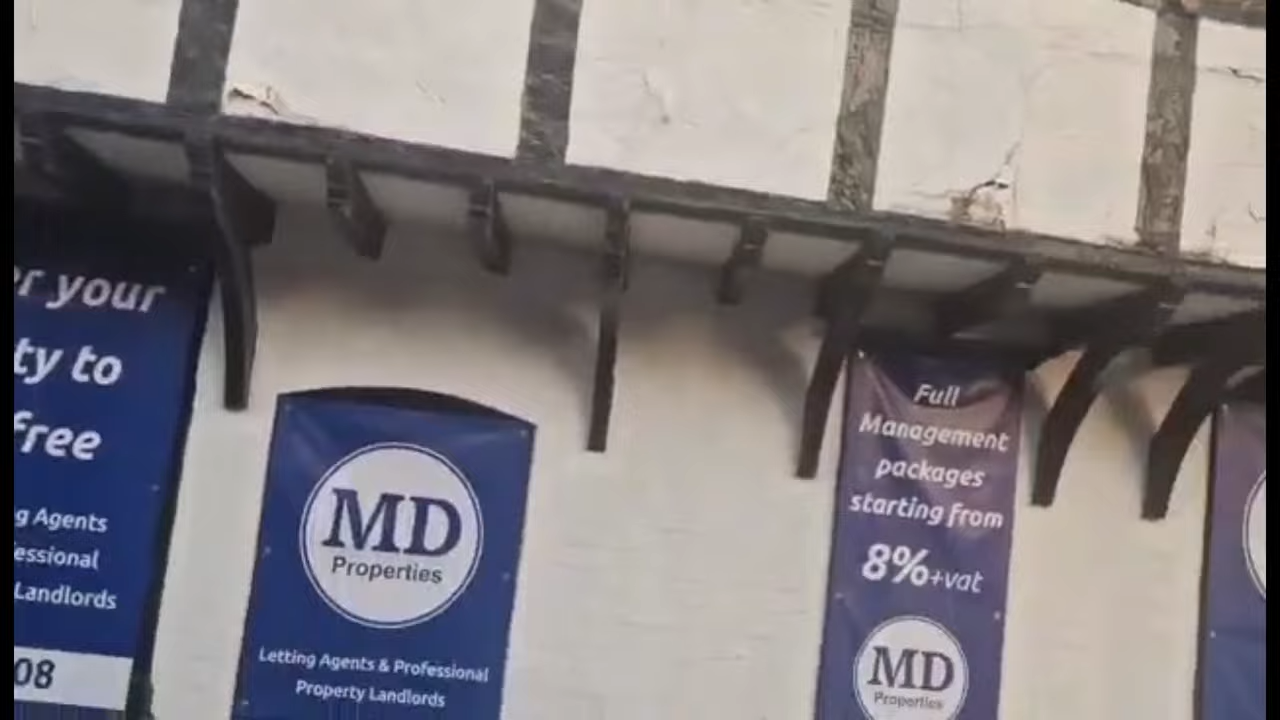 r your
ty to
free
g Agents
essional
Landlords
08
MD
Properties
Letting Agents & Professional
Property Landlords
Full
Management
packages
starting from
8%+vat
MD
Properties